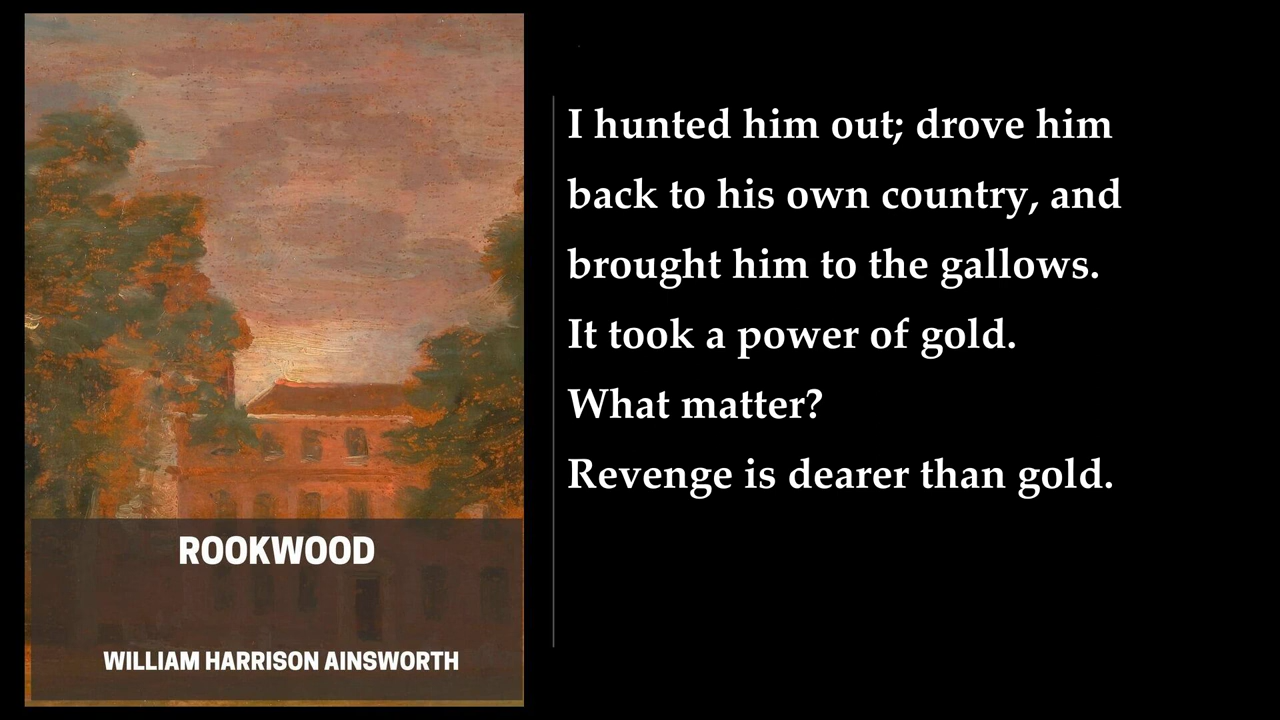 ROOKWOOD
WILLIAM HARRISON AINSWORTH
I hunted him out; drove him
back to his own country, and
brought him to the gallows.
It took a power of gold.
What matter?
Revenge is dearer than gold.